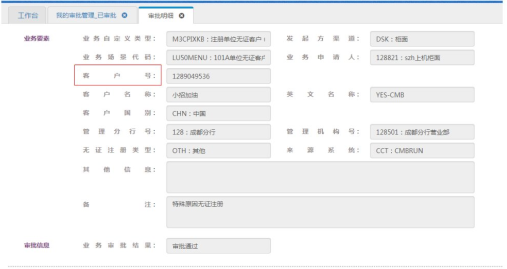 工作台 我的审批管理_已审批 审批明细
业务要素 业务自定义类型： M3CPIXKB：注册单位无证客户 发起方渠道： DSK：柜面
业务场景代码： LU50MENU：101A单位无证客户 业务申请人： 128821：szh上机柜面
客户号： 1289049536
客户名称： 小招加油 英文名称： YES-CMB
客户国别： CHN：中国
管理分行号： 128：成都分行 管理机构号： 128501：成都分行营业部
无证注册类型： OTH：其他 来源系统： CCT：CMBRUN
其他信息：
备注： 特殊原因无证注册
审批信息 业务审批结果： 审批通过